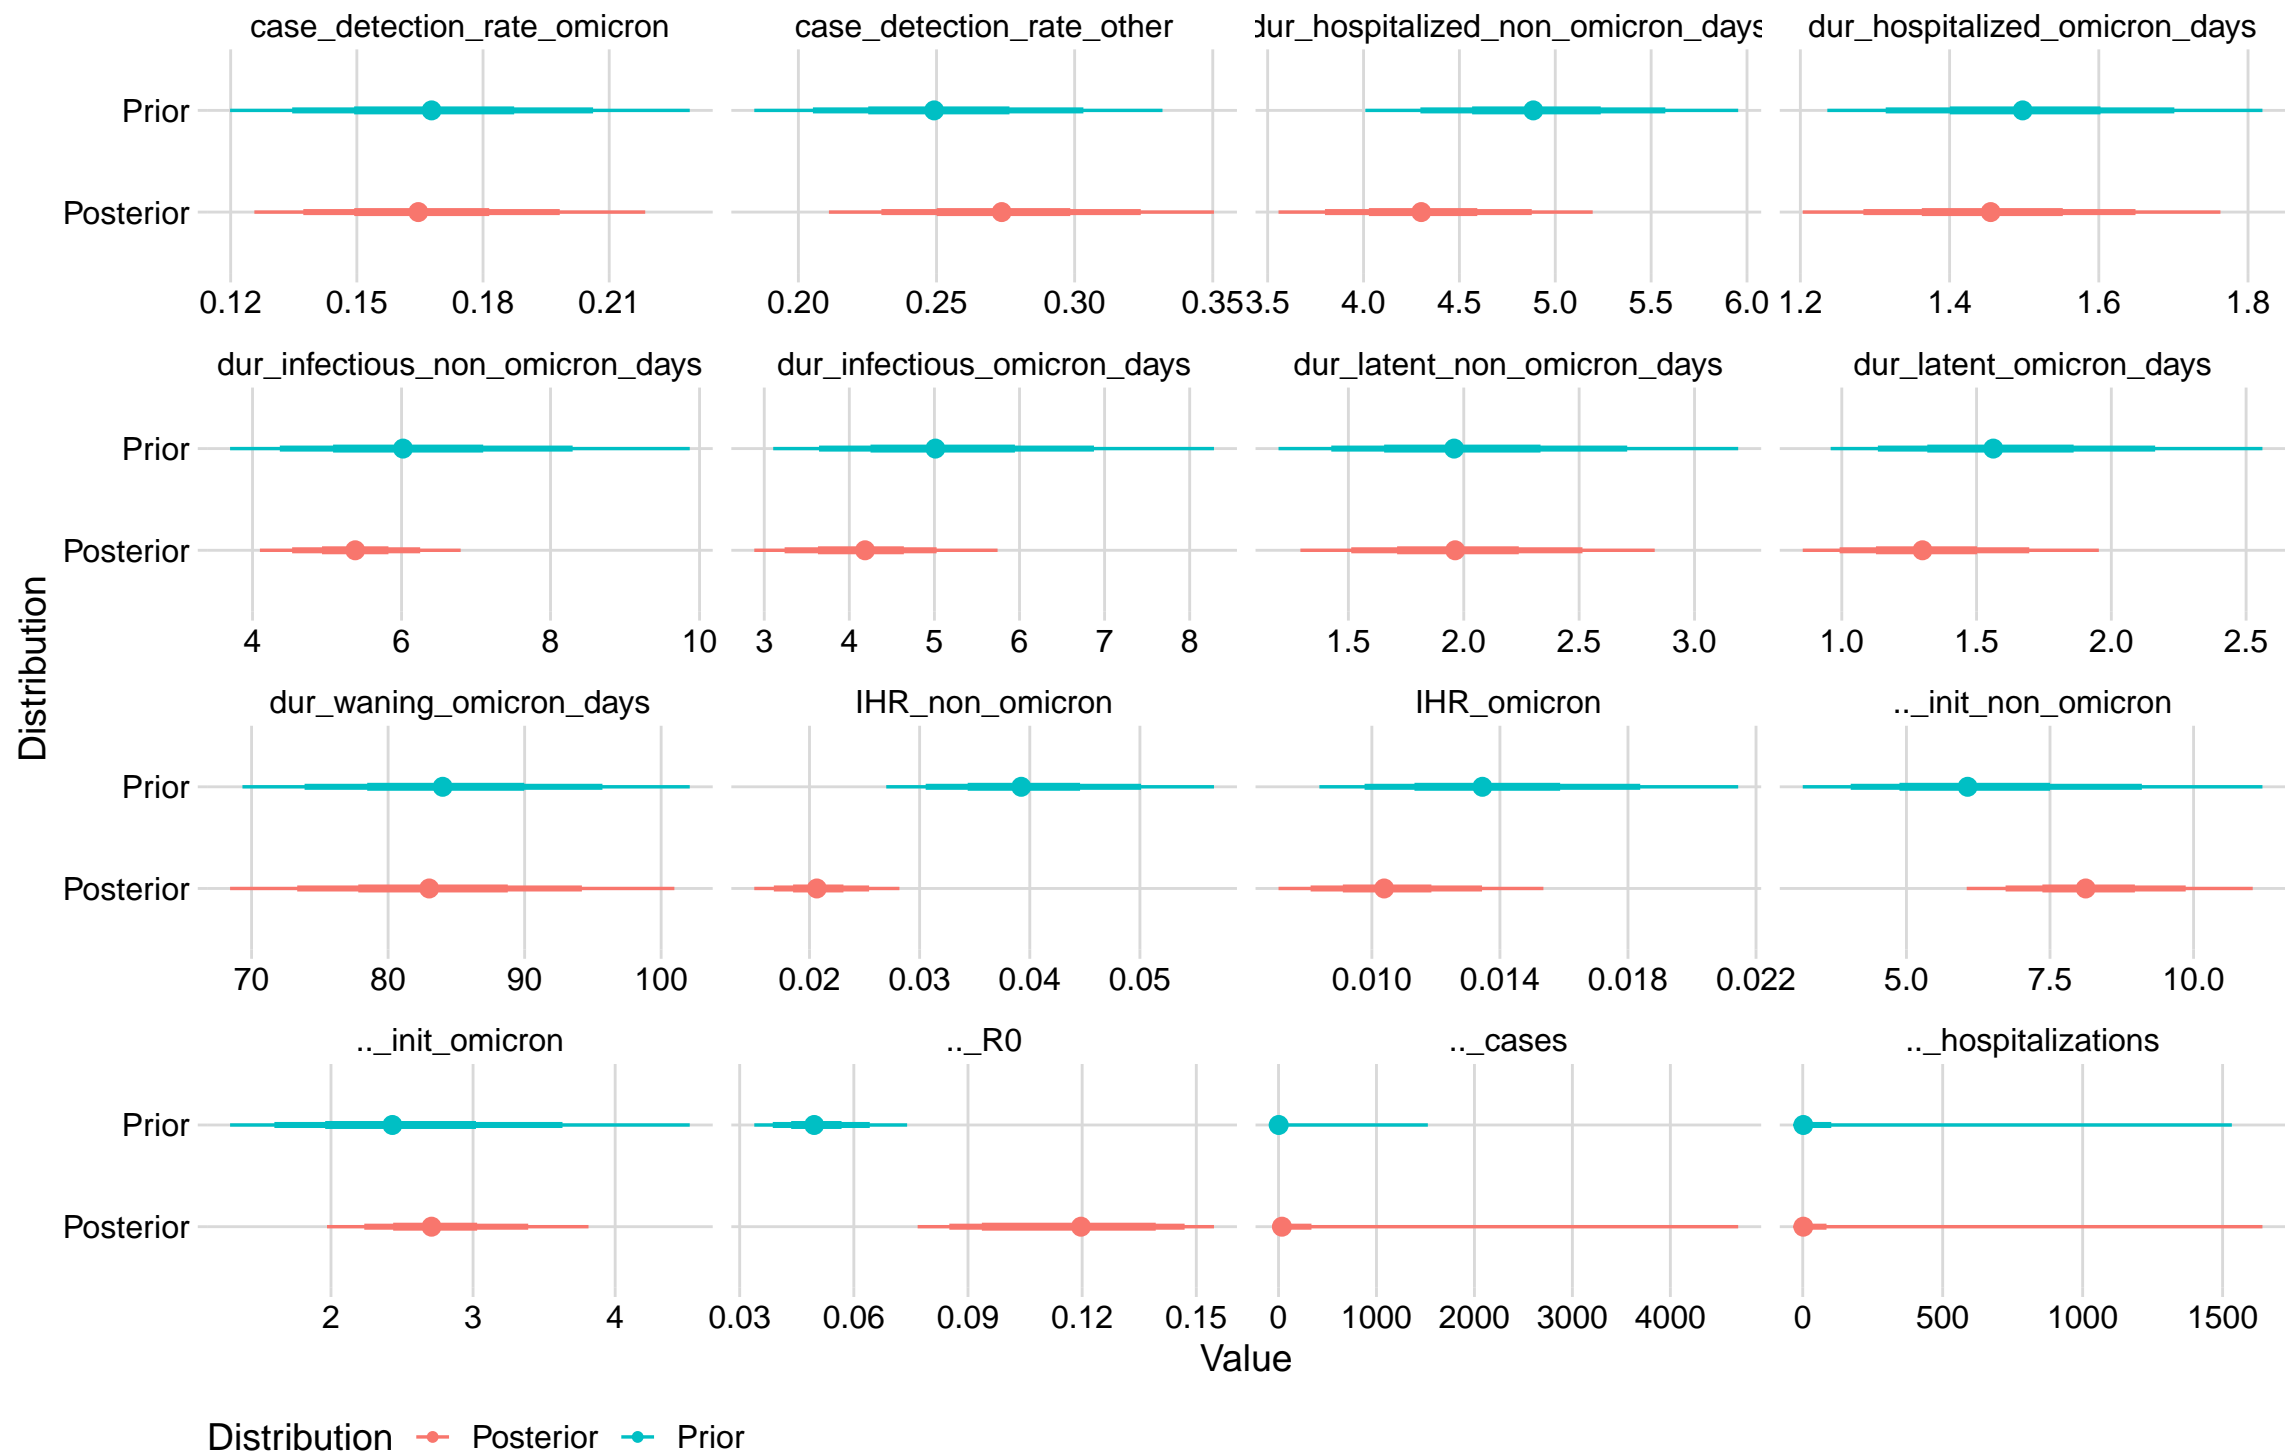 case_detection_rate_omicron case_detection_rate_other dur_hospitalized_non_omicron_days dur_hospitalized_omicron_days
Prior
Posterior
0.12 0.15 0.18 0.21 0.20 0.25 0.30 0.35 3.5 4.0 4.5 5.0 5.5 6.0 1.2 1.4 1.6 1.8
dur_infectious_non_omicron_days dur_infectious_omicron_days dur_latent_non_omicron_days dur_latent_omicron_days
Prior
Posterior
4 6 8 10 3 4 5 6 7 8 1.5 2.0 2.5 3.0 1.0 1.5 2.0 2.5
Distribution
dur_waning_omicron_days IHR_non_omicron IHR_omicron .._init_non_omicron
Prior
Posterior
70 80 90 100 0.02 0.03 0.04 0.05 0.010 0.014 0.018 0.022 5.0 7.5 10.0
.._init_omicron .._R0 .._cases .._hospitalizations
Prior
Posterior
2 3 4 0.03 0.06 0.09 0.12 0.15 0 1000 2000 3000 4000 0 500 1000 1500
Value
Distribution Posterior Prior